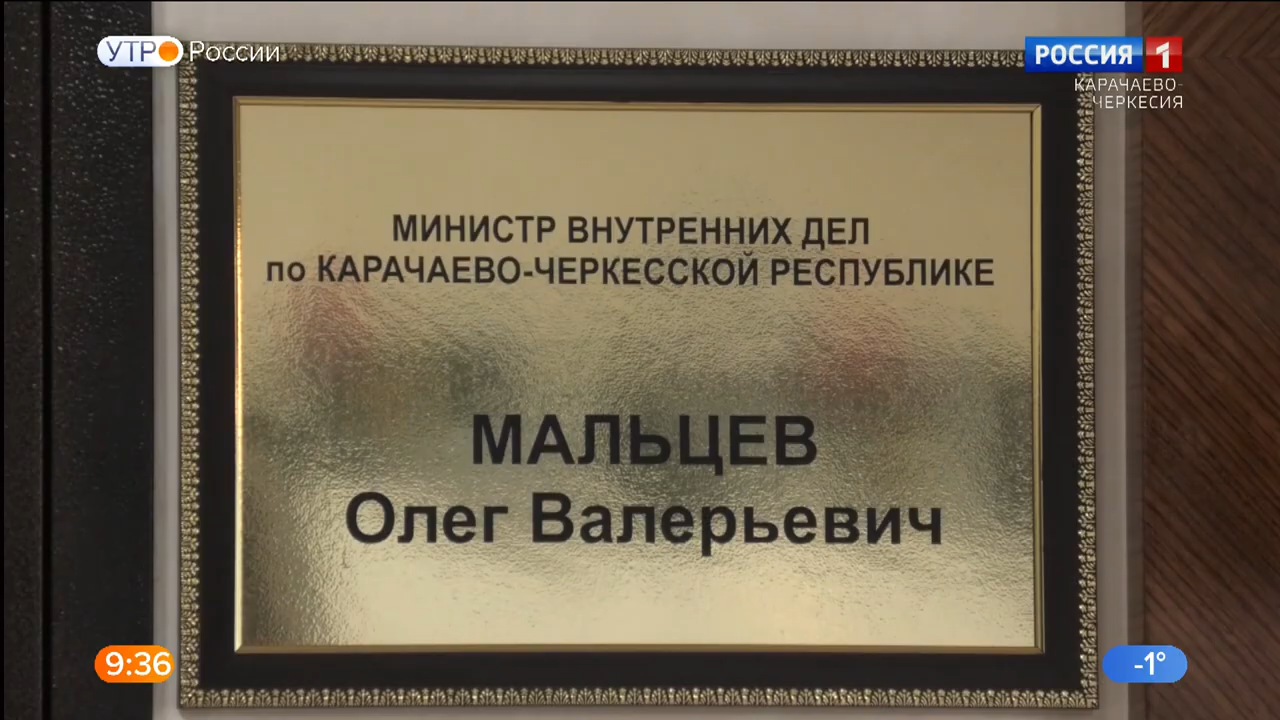 УТРО России
РОССИЯ 1
КАРАЧАЕВО-
ЧЕРКЕСИЯ
МИНИСТР ВНУТРЕННИХ ДЕЛ
по КАРАЧАЕВО-ЧЕРКЕССКОЙ РЕСПУБЛИКЕ
МАЛЬЦЕВ
Олег Валерьевич
9:36
-1°